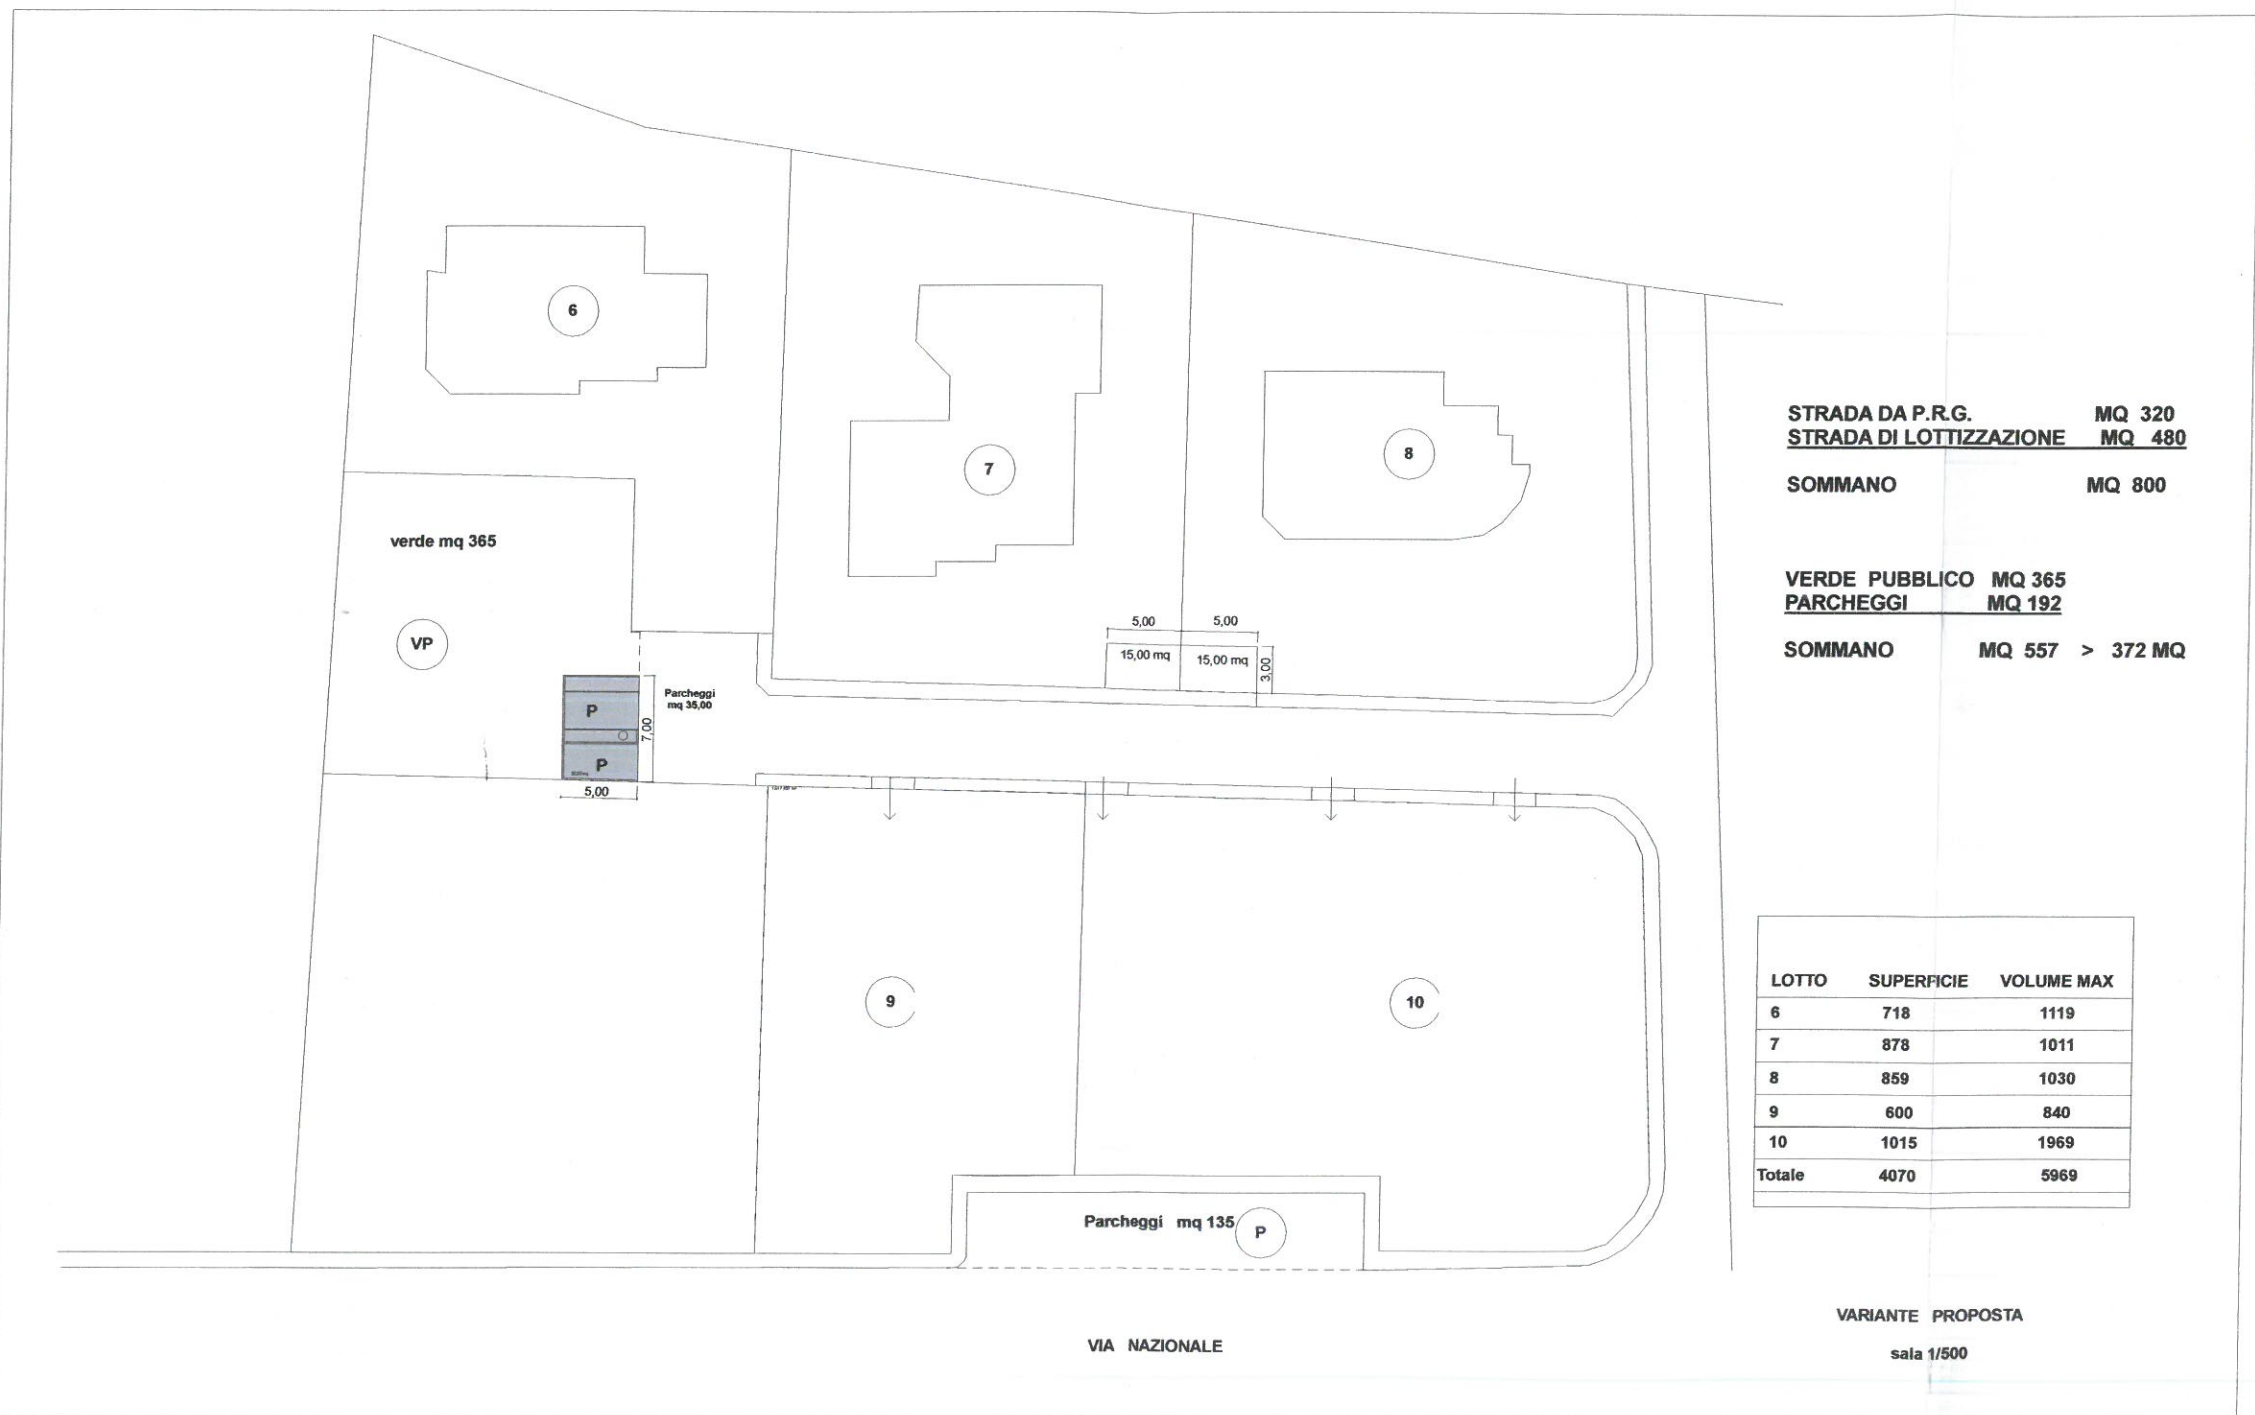 6
7
8
STRADA DA P.R.G. MQ 320
STRADA DI LOTTIZZAZIONE MQ 480
SOMMANO MQ 800
verde mq 365
VERDE PUBBLICO MQ 365
PARCHEGGI MQ 192
SOMMANO MQ 557 > 372 MQ
VP
5,00 5,00
15,00 mq 15,00 mq
3,00
Parcheggi
mq 35,00
P
7,00
P
5,00
9
10
LOTTO SUPERFICIE VOLUME MAX
6 718 1119
7 878 1011
8 859 1030
9 600 840
10 1015 1969
Totale 4070 5969
Parcheggi mq 135 P
VIA NAZIONALE
VARIANTE PROPOSTA
sala 1/500